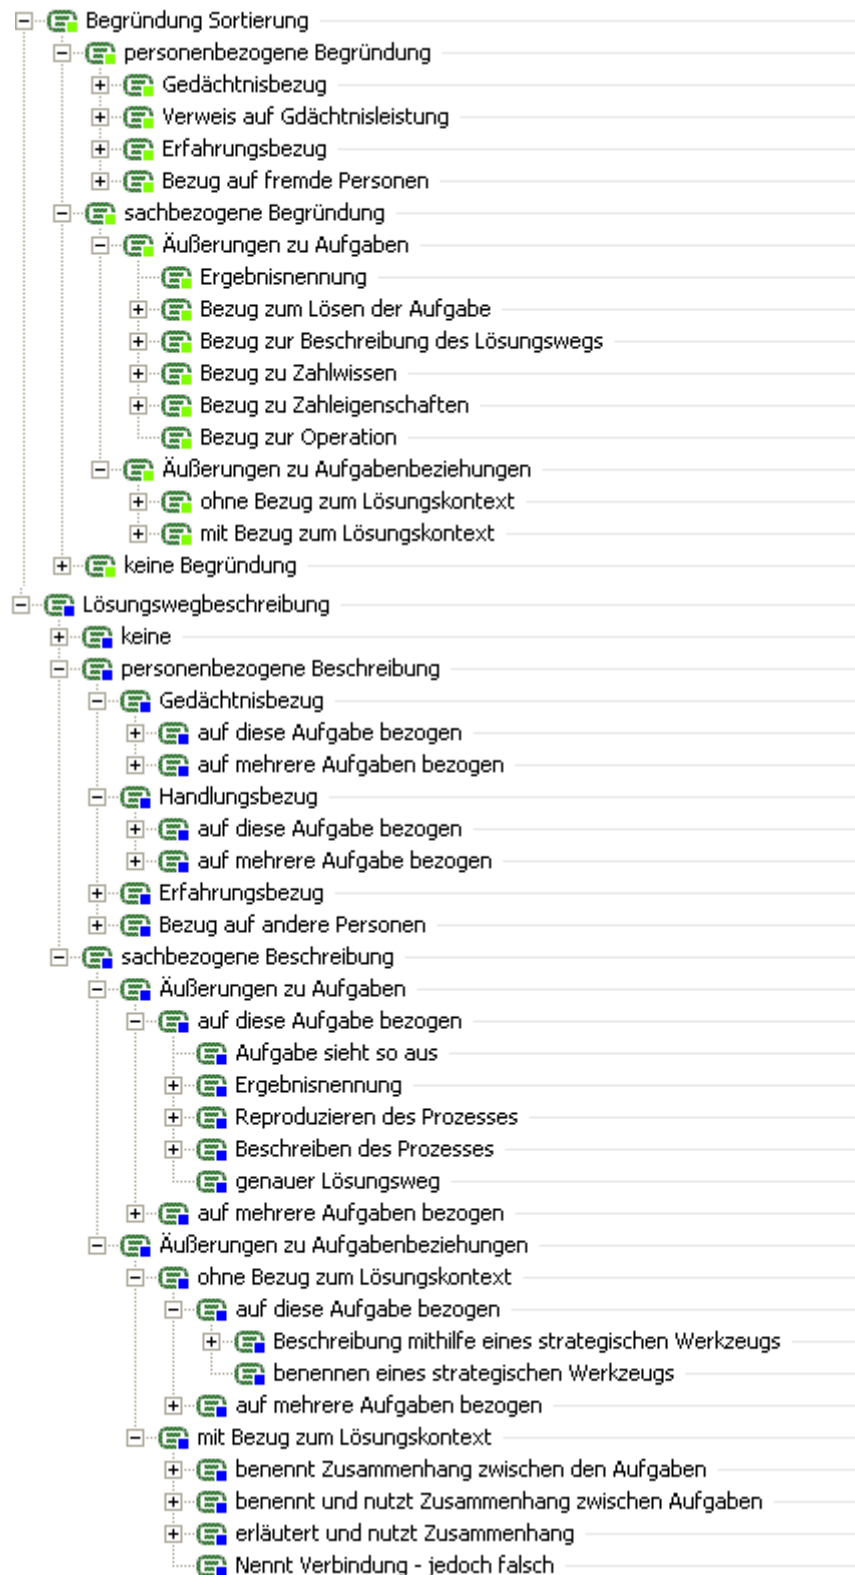 Begründung Sortierung
personenbezogene Begründung
Gedächtnisbezug
Verweis auf Gdächtnisleistung
Erfahrungsbezug
Bezug auf fremde Personen
sachbezogene Begründung
Äußerungen zu Aufgaben
Ergebnisnennung
Bezug zum Lösen der Aufgabe
Bezug zur Beschreibung des Lösungswegs
Bezug zu Zahlwissen
Bezug zu Zahleigenschaften
Bezug zur Operation
Äußerungen zu Aufgabenbeziehungen
ohne Bezug zum Lösungskontext
mit Bezug zum Lösungskontext
keine Begründung
Lösungswegbeschreibung
keine
personenbezogene Beschreibung
Gedächtnisbezug
auf diese Aufgabe bezogen
auf mehrere Aufgaben bezogen
Handlungsbezug
auf diese Aufgabe bezogen
auf mehrere Aufgabe bezogen
Erfahrungsbezug
Bezug auf andere Personen
sachbezogene Beschreibung
Äußerungen zu Aufgaben
auf diese Aufgabe bezogen
Aufgabe sieht so aus
Ergebnisnennung
Reproduzieren des Prozesses
Beschreiben des Prozesses
genauer Lösungsweg
auf mehrere Aufgaben bezogen
Äußerungen zu Aufgabenbeziehungen
ohne Bezug zum Lösungskontext
auf diese Aufgabe bezogen
Beschreibung mithilfe eines strategischen Werkzeugs
benennen eines strategischen Werkzeugs
auf mehrere Aufgaben bezogen
mit Bezug zum Lösungskontext
benennt Zusammenhang zwischen den Aufgaben
benennt und nutzt Zusammenhang zwischen Aufgaben
erläutert und nutzt Zusammenhang
Nennt Verbindung - jedoch falsch